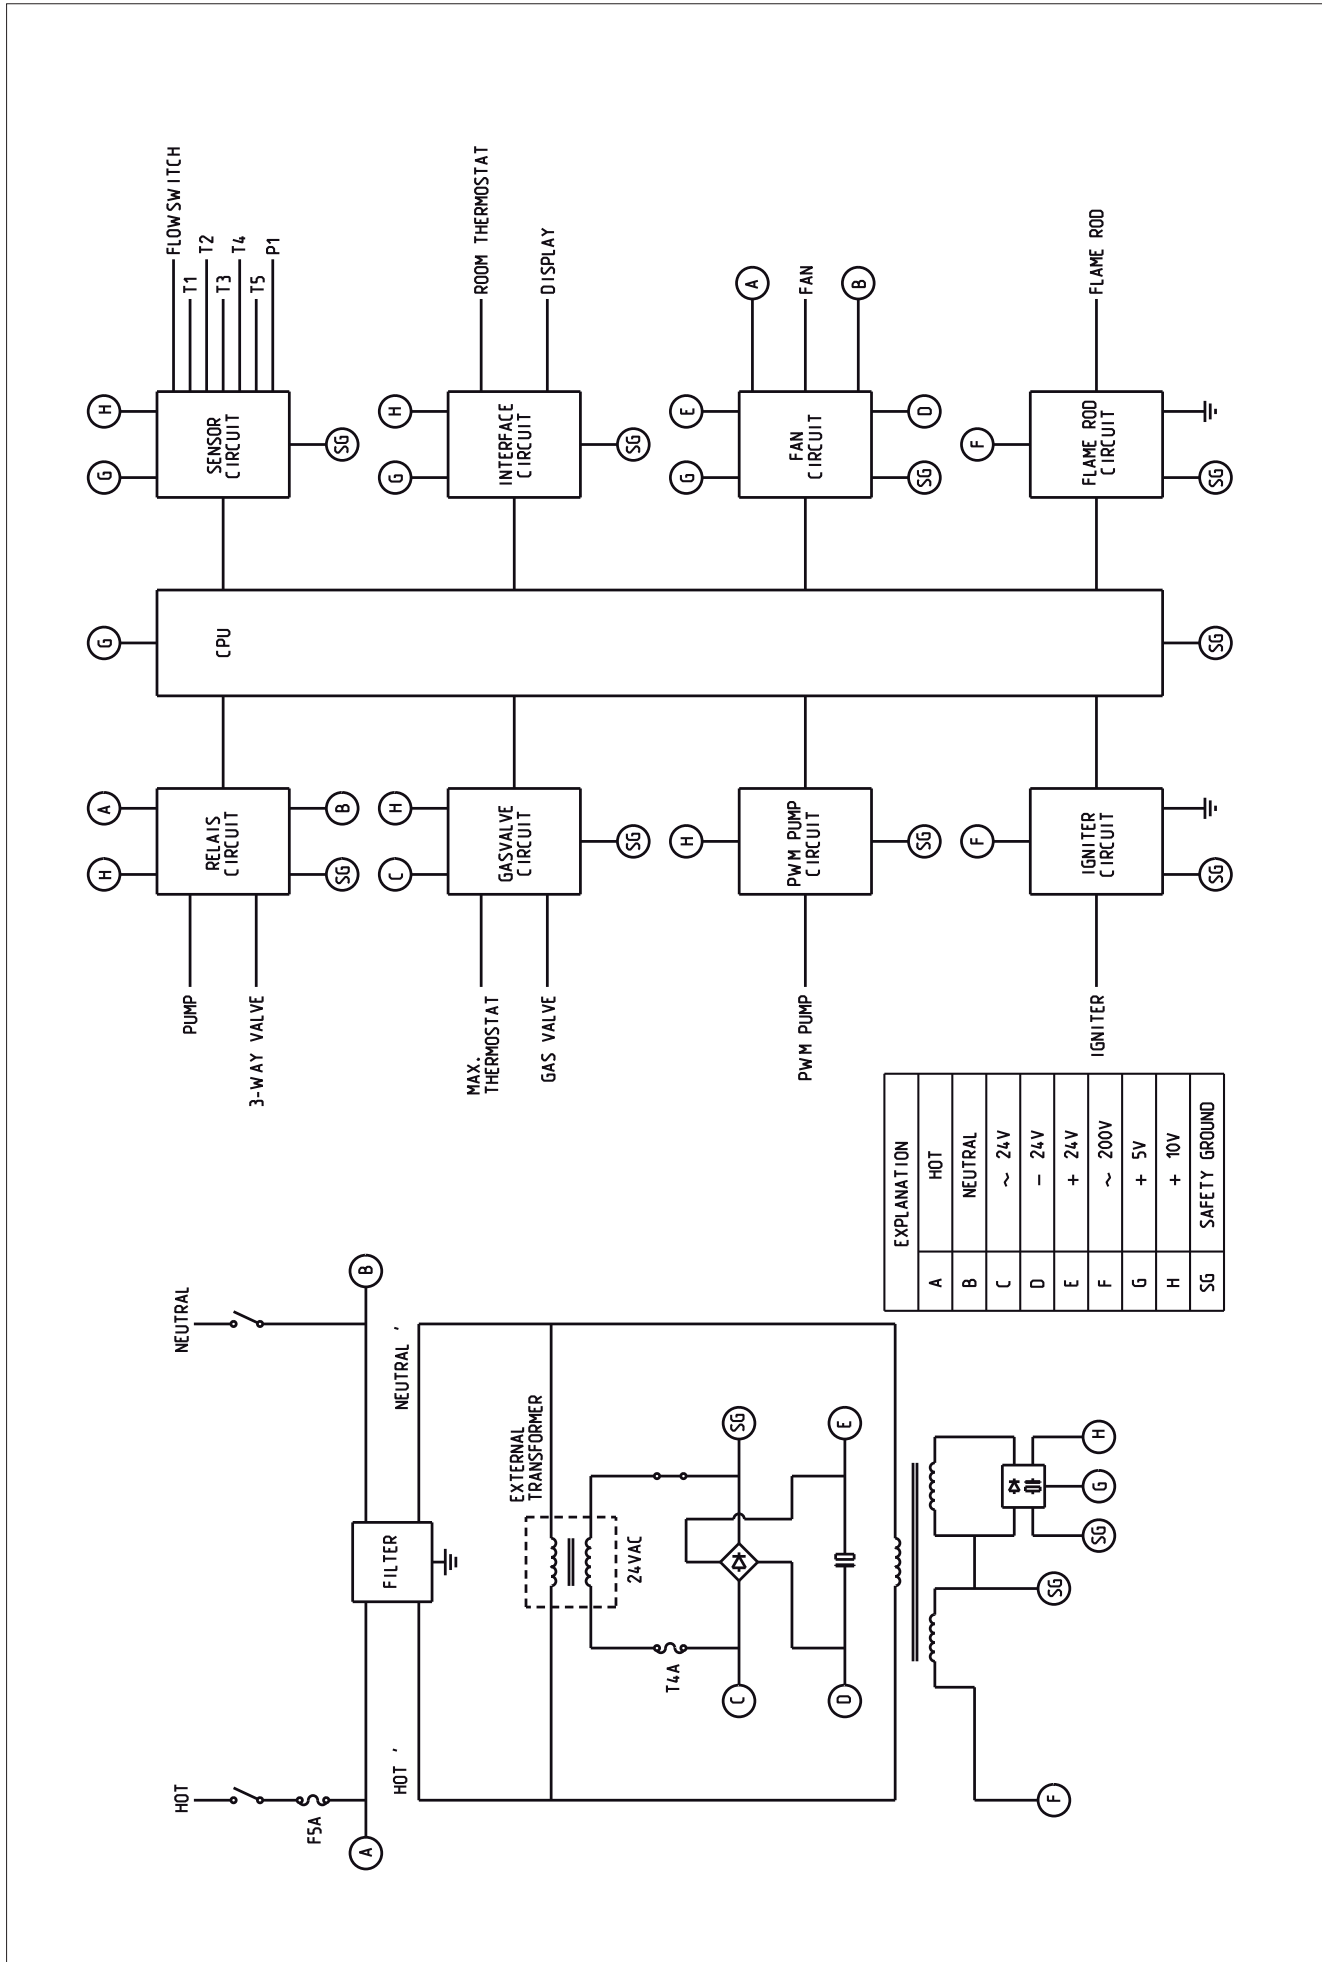 HOT
NEUTRAL
F5A
A
B
FILTER
HOT '
NEUTRAL '
EXTERNAL
TRANSFORMER
24VAC
T4A
C
SG
D
E
F
SG
SG
G
H
EXPLANATION
A HOT
B NEUTRAL
C ~ 24V
D - 24V
E + 24V
F ~ 200V
G + 5V
H + 10V
SG SAFETY GROUND
H
A
PUMP
3-WAY VALVE
RELAIS
CIRCUIT
SG
B
C
H
MAX.
THERMOSTAT
GAS VALVE
GASVALVE
CIRCUIT
SG
H
PWM PUMP
PWM PUMP
CIRCUIT
SG
F
IGNITER
IGNITER
CIRCUIT
SG
G
CPU
SG
G
H
SENSOR
CIRCUIT
FLOWSWITCH
T1
T2
T3
T4
T5
P1
SG
G
H
INTERFACE
CIRCUIT
ROOM THERMOSTAT
DISPLAY
SG
G
E
FAN
CIRCUIT
A
FAN
B
SG
D
F
FLAME ROD
CIRCUIT
FLAME ROD
SG